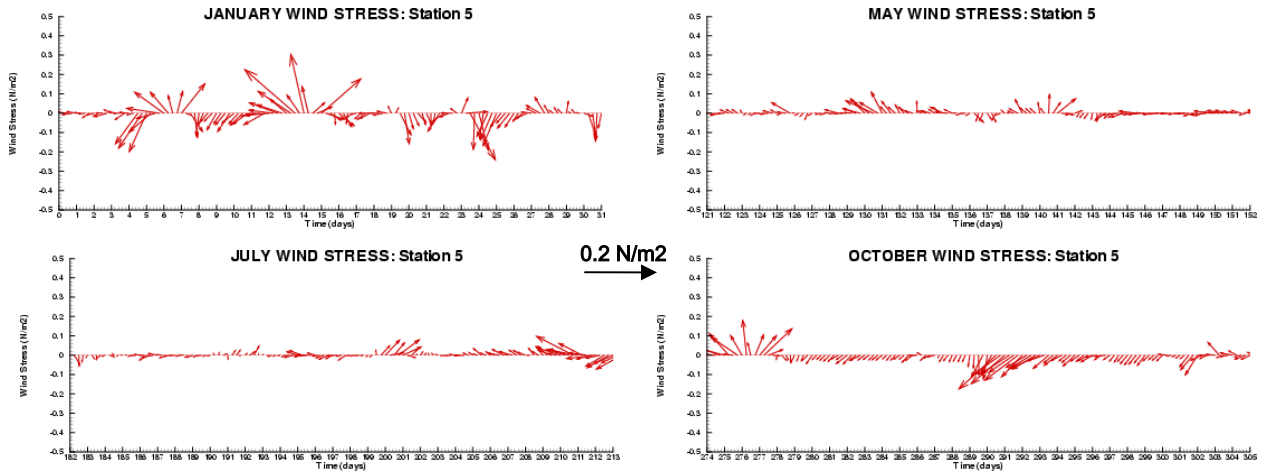 JANUARY WIND STRESS: Station 5
0.5
0.4
0.3
0.2
0.1
0
-0.1
-0.2
-0.3
-0.4
-0.5
Wind Stress (N/m2)
0 1 2 3 4 5 6 7 8 9 10 11 12 13 14 15 16 17 18 19 20 21 22 23 24 25 26 27 28 29 30 31
Time (days)
MAY WIND STRESS: Station 5
0.5
0.4
0.3
0.2
0.1
0
-0.1
-0.2
-0.3
-0.4
-0.5
Wind Stress (N/m2)
121 122 123 124 125 126 127 128 129 130 131 132 133 134 135 136 137 138 139 140 141 142 143 144 145 146 147 148 149 150 151 152
Time (days)
0.2 N/m2
JULY WIND STRESS: Station 5
0.5
0.4
0.3
0.2
0.1
0
-0.1
-0.2
-0.3
-0.4
-0.5
Wind Stress (N/m2)
182 183 184 185 186 187 188 189 190 191 192 193 194 195 196 197 198 199 200 201 202 203 204 205 206 207 208 209 210 211 212 213
Time (days)
OCTOBER WIND STRESS: Station 5
0.5
0.4
0.3
0.2
0.1
0
-0.1
-0.2
-0.3
-0.4
-0.5
Wind Stress (N/m2)
274 275 276 277 278 279 280 281 282 283 284 285 286 287 288 289 290 291 292 293 294 295 296 297 298 299 300 301 302 303 304 305
Time (days)